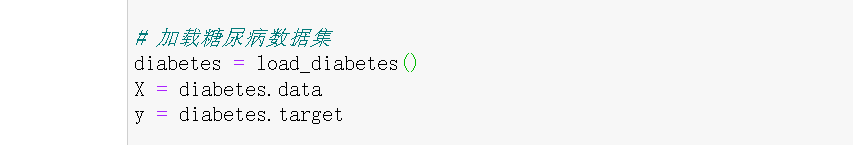 # 加载糖尿病数据集
diabetes = load_diabetes()
X = diabetes.data
y = diabetes.target